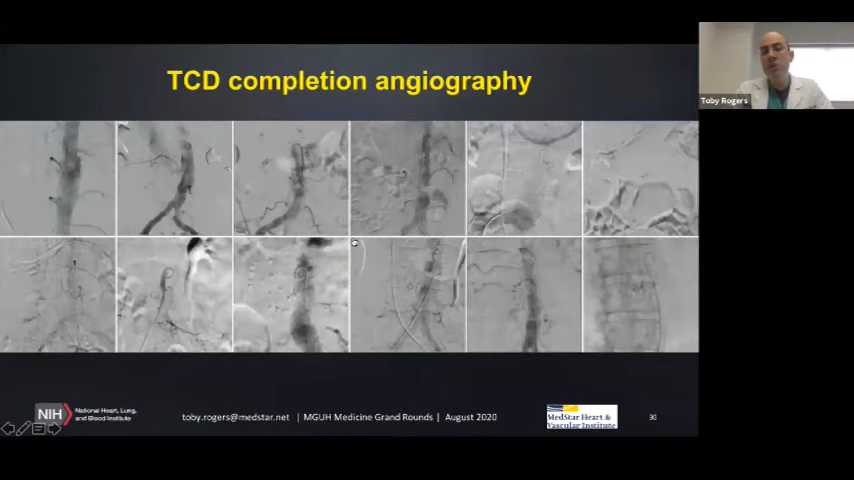 TCD completion angiography
Toby Rogers
NIH
National Heart, Lung,
and Blood Institute
toby.rogers@medstar.net | MGUH Medicine Grand Rounds | August 2020
MedStar Heart &
Vascular Institute
30